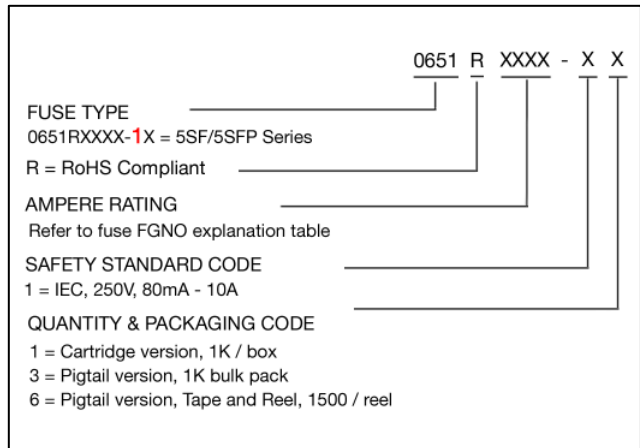 0651 R XXXX - X X
FUSE TYPE
0651RXXXX-1X = 5SF/5SFP Series
R = RoHS Compliant
AMPERE RATING
Refer to fuse FGNO explanation table
SAFETY STANDARD CODE
1 = IEC, 250V, 80mA - 10A
QUANTITY & PACKAGING CODE
1 = Cartridge version, 1K / box
3 = Pigtail version, 1K bulk pack
6 = Pigtail version, Tape and Reel, 1500 / reel